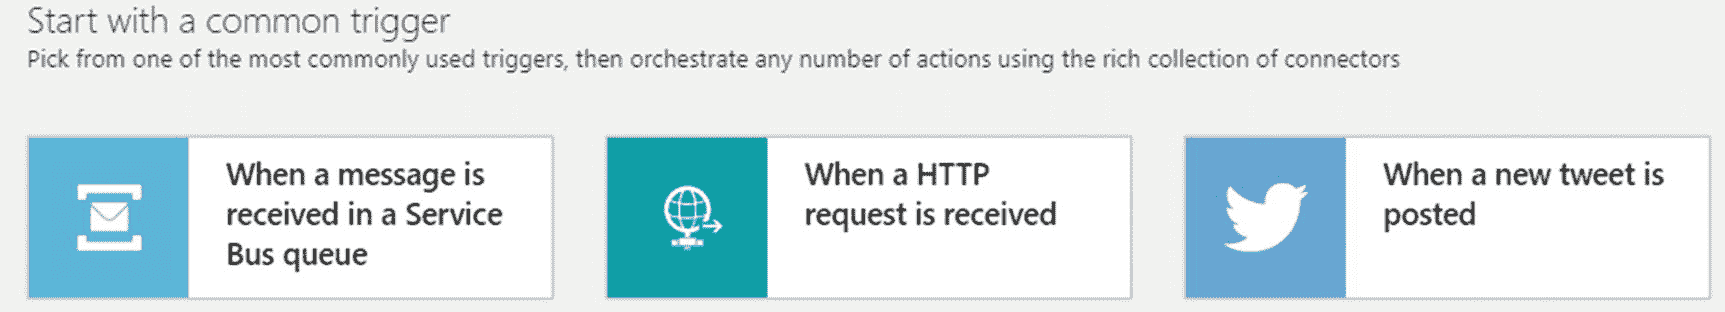 Start with a common trigger
Pick from one of the most commonly used triggers, then orchestrate any number of actions using the rich collection of connectors
When a message is
received in a Service
Bus queue
When a HTTP
request is received
When a new tweet is
posted